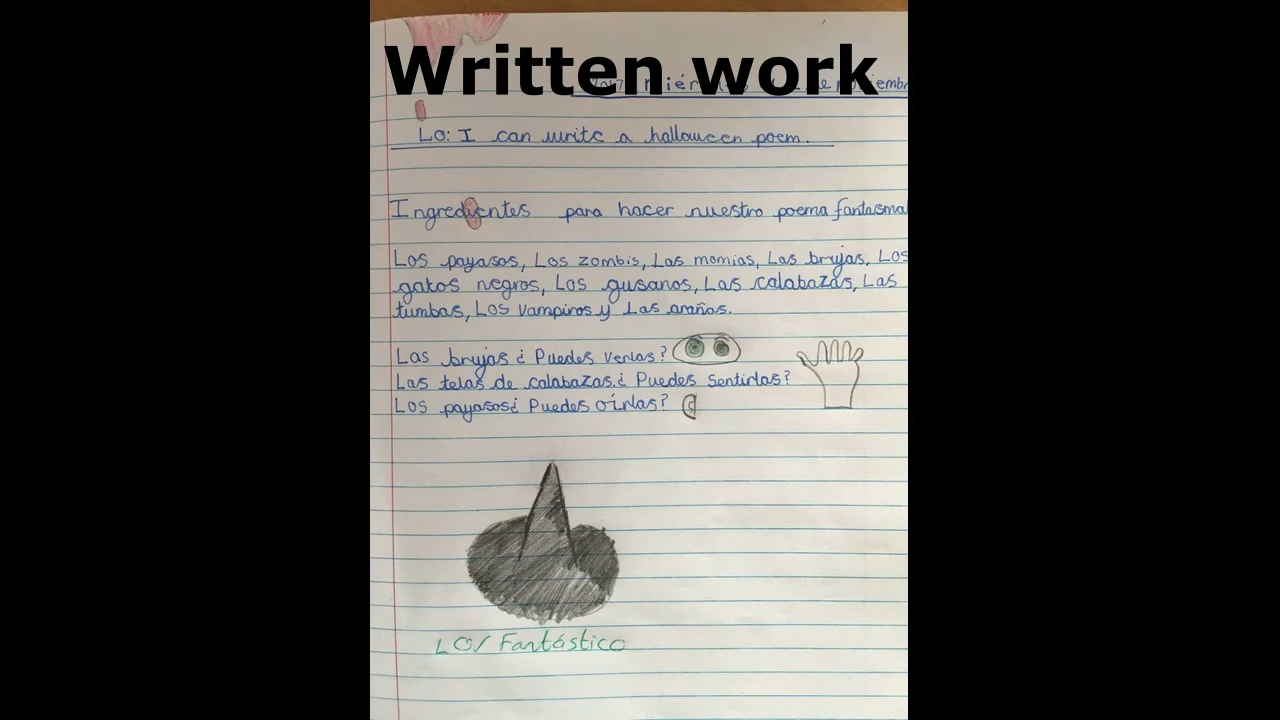 Written work
de noviembr
LO: I can write a halloween poem.
Ingredientes para hacer nuestro poema fantasma
Los payasos, Los zombis, Las momias, Las brujas, Los
gatos negros, Los gusanos, Las calabazas, Las
tumbas, Los vampiros y Las arañas.
Las brujas ¿ Puedes verlas?
Las telas de calabazas.¿ Puedes Sentirlas?
Los payasos¿ Puedes oírlas?
LO✓ Fantástico